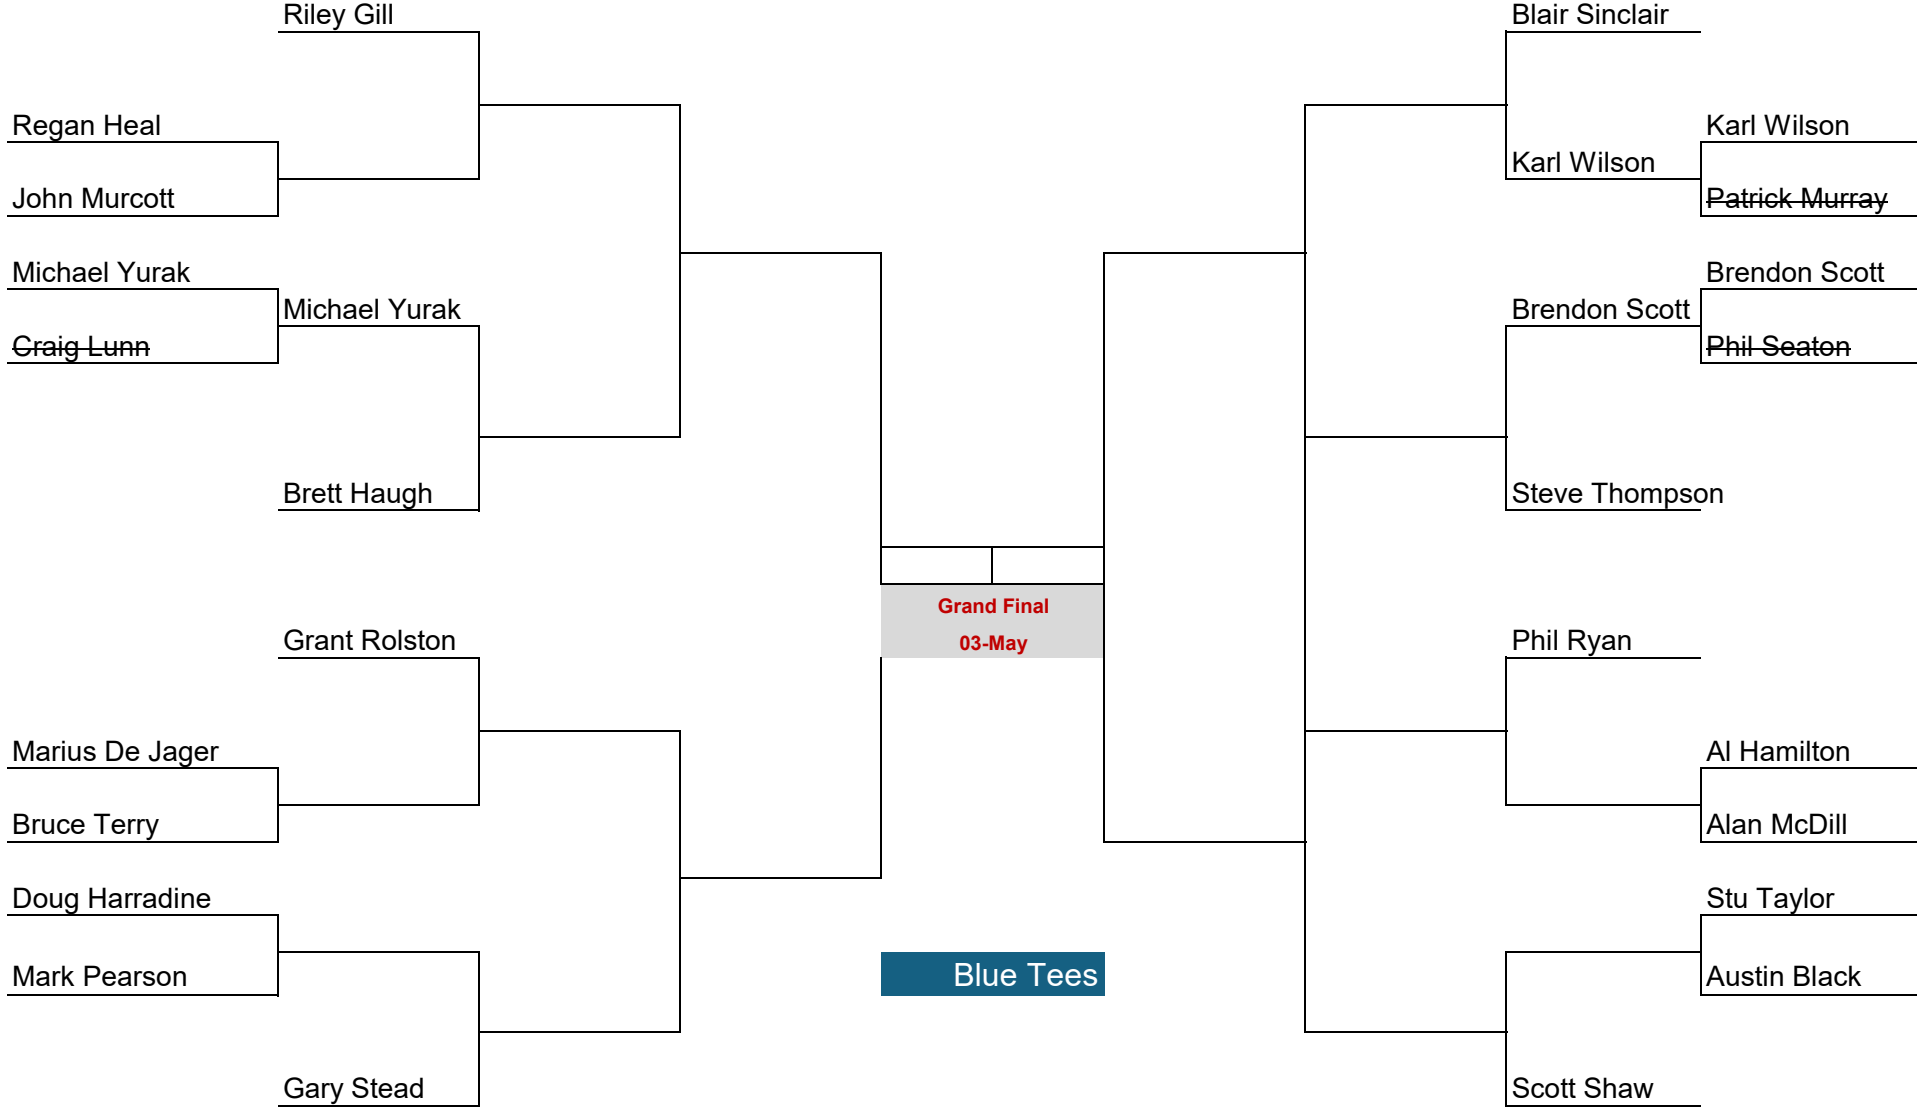 Riley Gill
Blair Sinclair
Regan Heal
Karl Wilson
Karl Wilson
John Murcott
Patrick Murray
Michael Yurak
Brendon Scott
Michael Yurak
Brendon Scott
Craig Lunn
Phil Seaton
Brett Haugh
Steve Thompson
Grand Final
03-May
Grant Rolston
Phil Ryan
Marius De Jager
Al Hamilton
Bruce Terry
Alan McDill
Doug Harradine
Stu Taylor
Mark Pearson
Blue Tees
Austin Black
Gary Stead
Scott Shaw